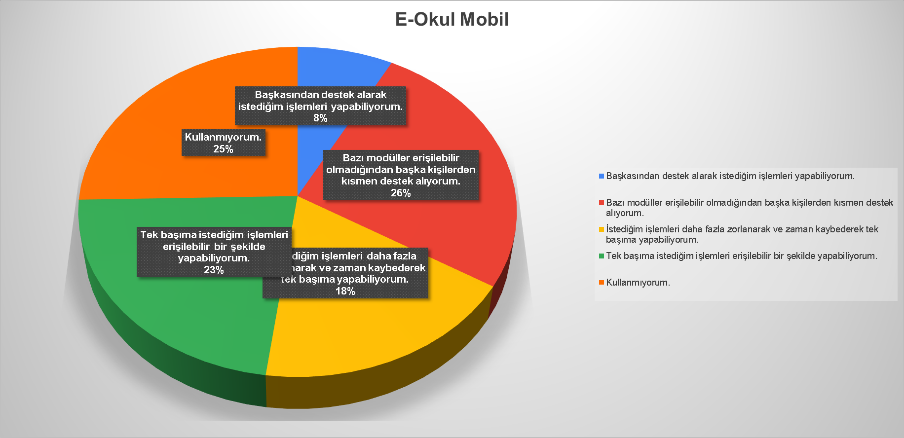 E-Okul Mobil
Başkasından destek alarak
istediğim işlemleri yapabiliyorum.
8%
Kullanmıyorum.
25%
Bazı modüller erişilebilir
olmadığından başka kişilerden
kısmen destek alıyorum.
26%
Tek başıma istediğim işlemleri
erişilebilir bir şekilde
yapabiliyorum.
23%
işlemleri daha fazla
ve zaman kaybederek
tek başıma yapabiliyorum.
18%
Başkasından destek alarak istediğim işlemleri yapabiliyorum.
Bazı modüller erişilebilir olmadığından başka kişilerden kısmen destek
alıyorum.
İstediğim işlemleri daha fazla zorlanarak ve zaman kaybederek tek
başıma yapabiliyorum.
Tek başıma istediğim işlemleri erişilebilir bir şekilde yapabiliyorum.
Kullanmıyorum.